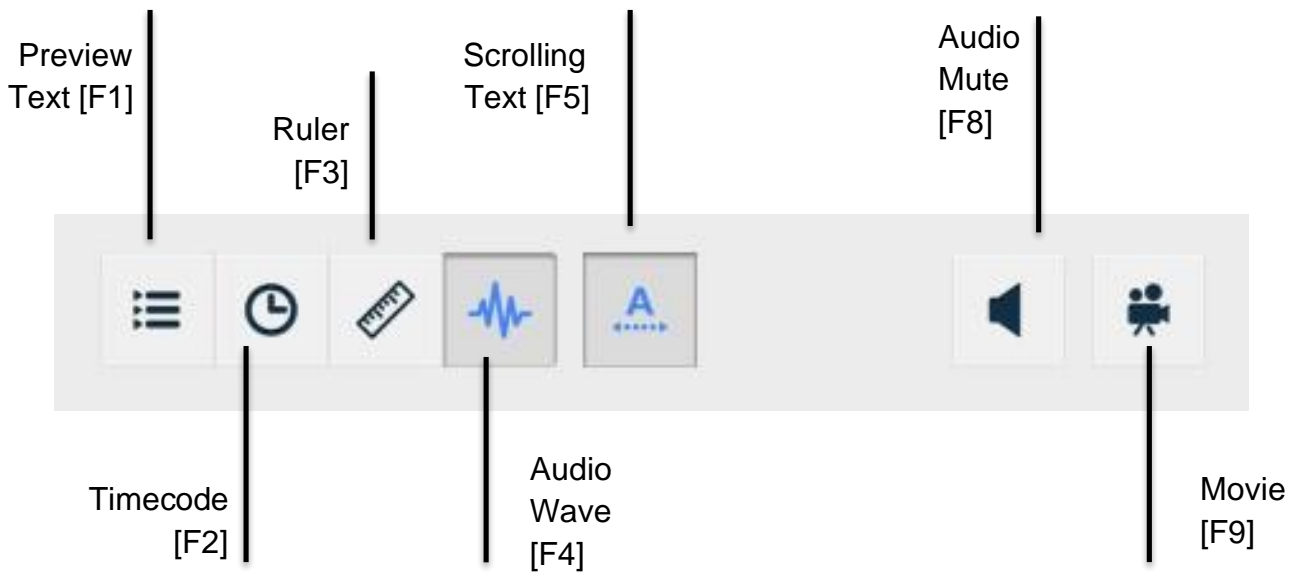 Preview
Text [F1]
Scrolling
Text [F5]
Audio
Mute
[F8]
Ruler
[F3]
A
Timecode
[F2]
Audio
Wave
[F4]
Movie
[F9]